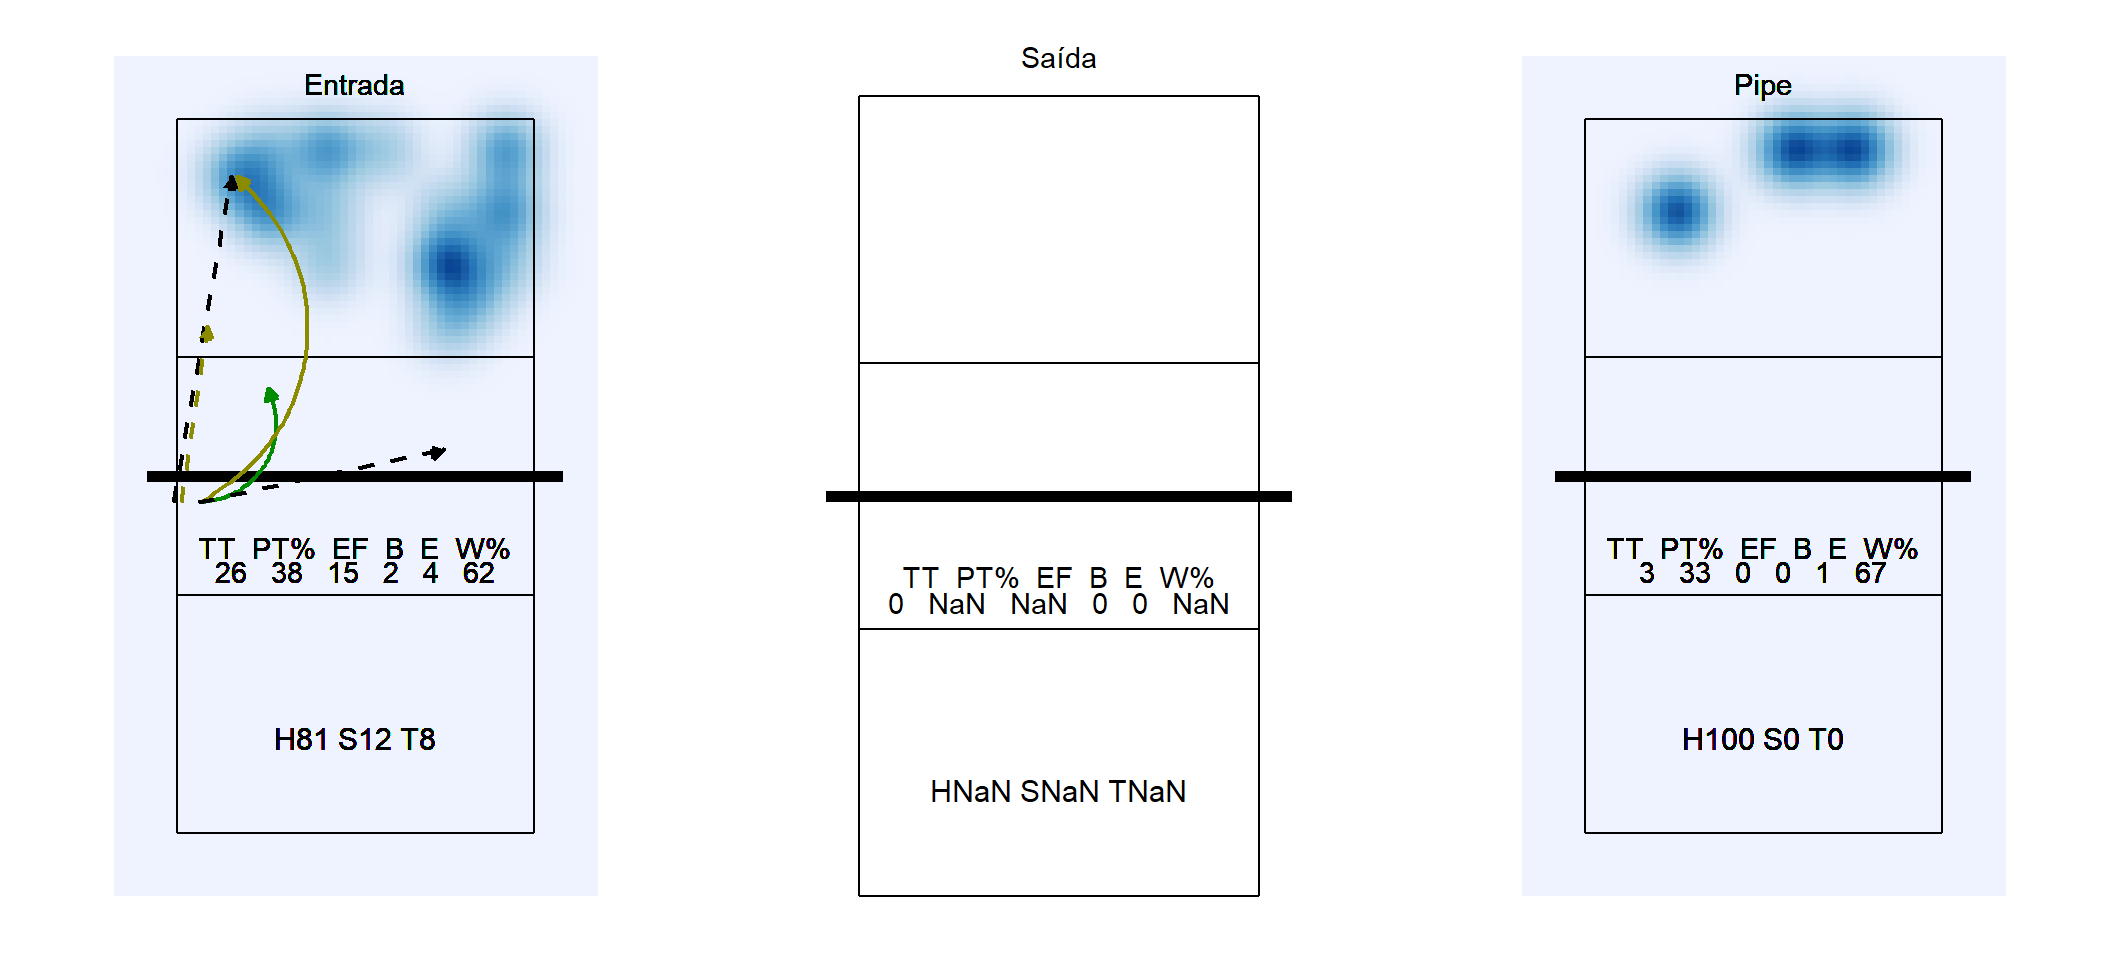 Entrada
TT PT% EF B E W%
26 38 15 2 4 62
H81 S12 T8
Saída
TT PT% EF B E W%
0 NaN NaN 0 0 NaN
HNaN SNaN TNaN
Pipe
TT PT% EF B E W%
3 33 0 0 1 67
H100 S0 T0